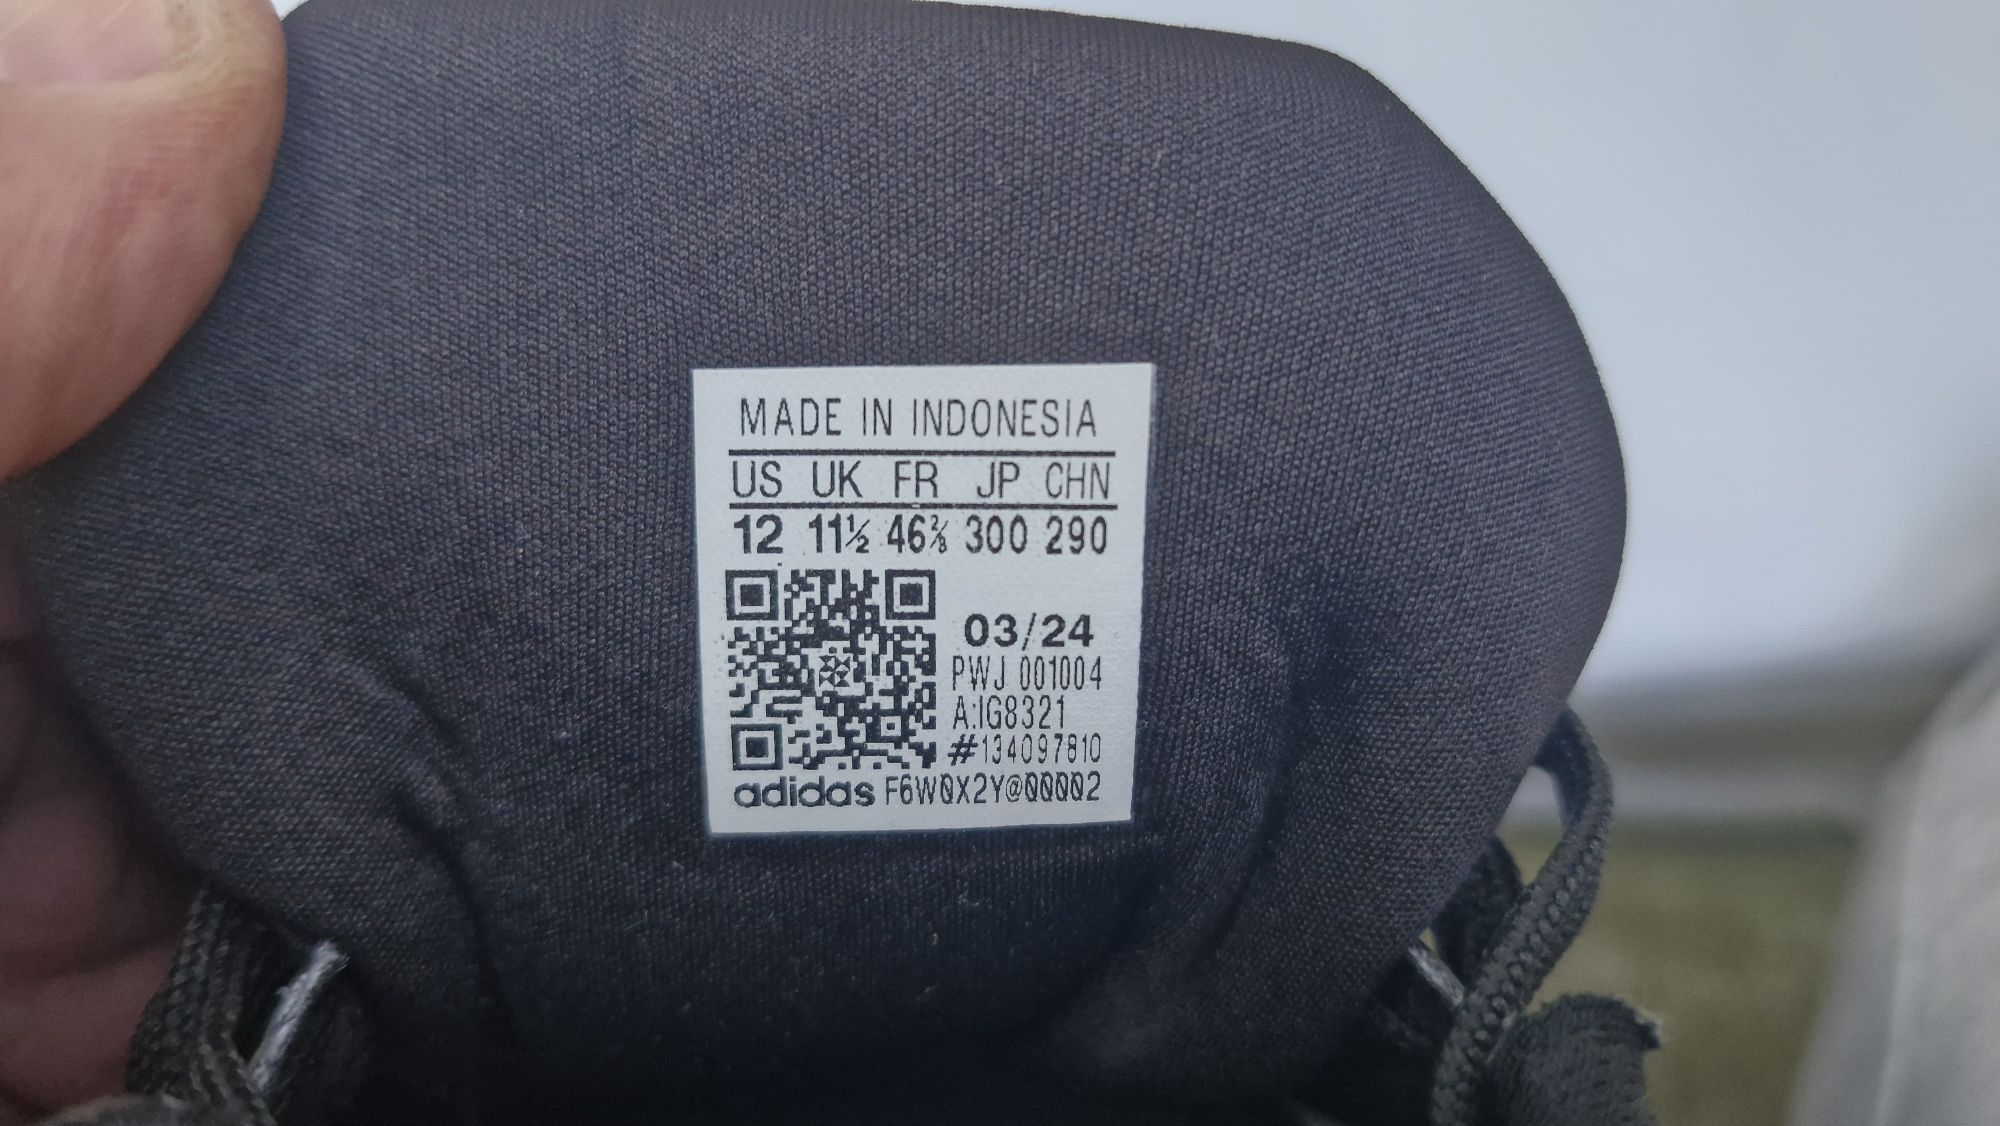 MADE IN INDONESIA
US UK FR JP CHN
12 11½ 46⅔ 300 290
03/24
PWJ 001004
A:IG8321
#134097810
adidas F6W0X2Y@00002